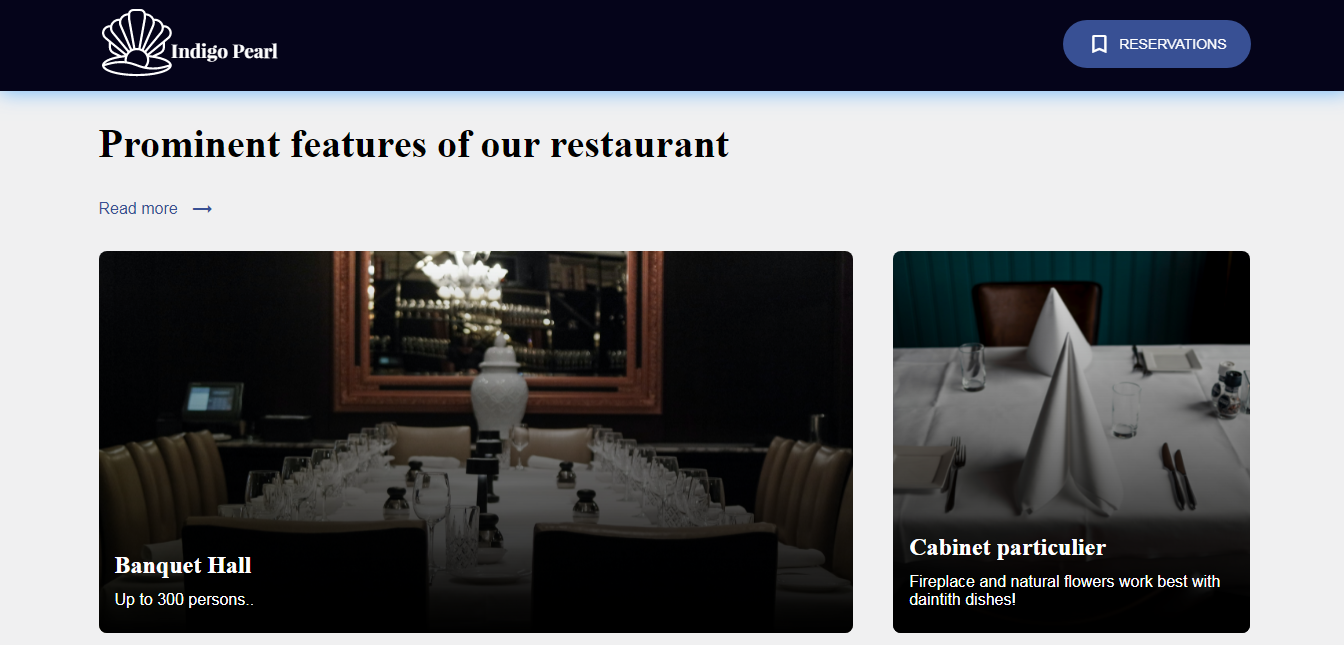 Indigo Pearl
RESERVATIONS
Prominent features of our restaurant
Read more
Banquet Hall
Up to 300 persons..
Cabinet particulier
Fireplace and natural flowers work best with
daintith dishes!